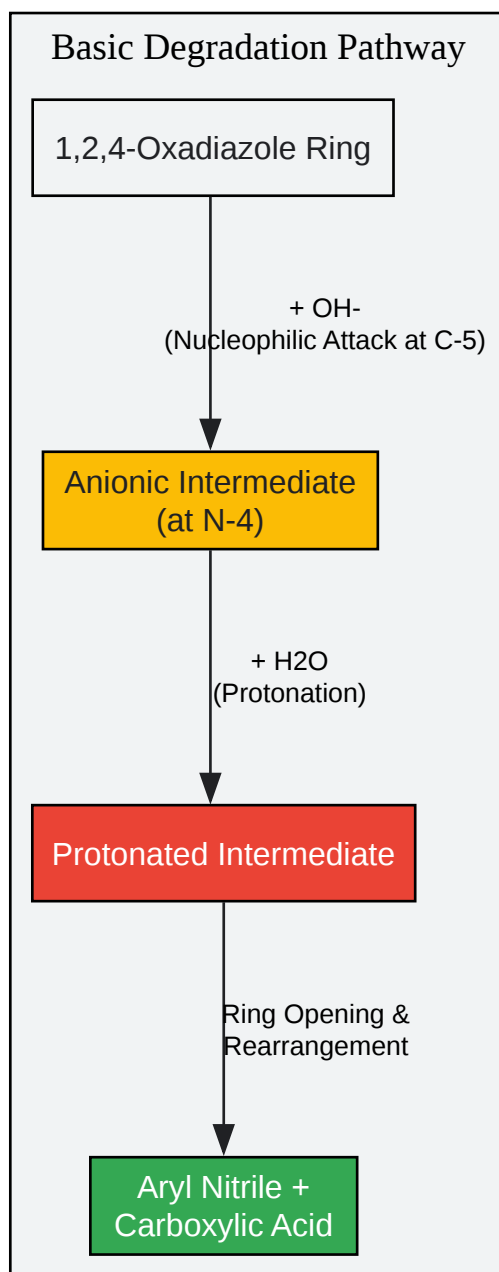 Basic Degradation Pathway
1,2,4-Oxadiazole Ring
+ OH-
(Nucleophilic Attack at C-5)
Anionic Intermediate
(at N-4)
+ H2O
(Protonation)
Protonated Intermediate
Ring Opening &
Rearrangement
Aryl Nitrile +
Carboxylic Acid